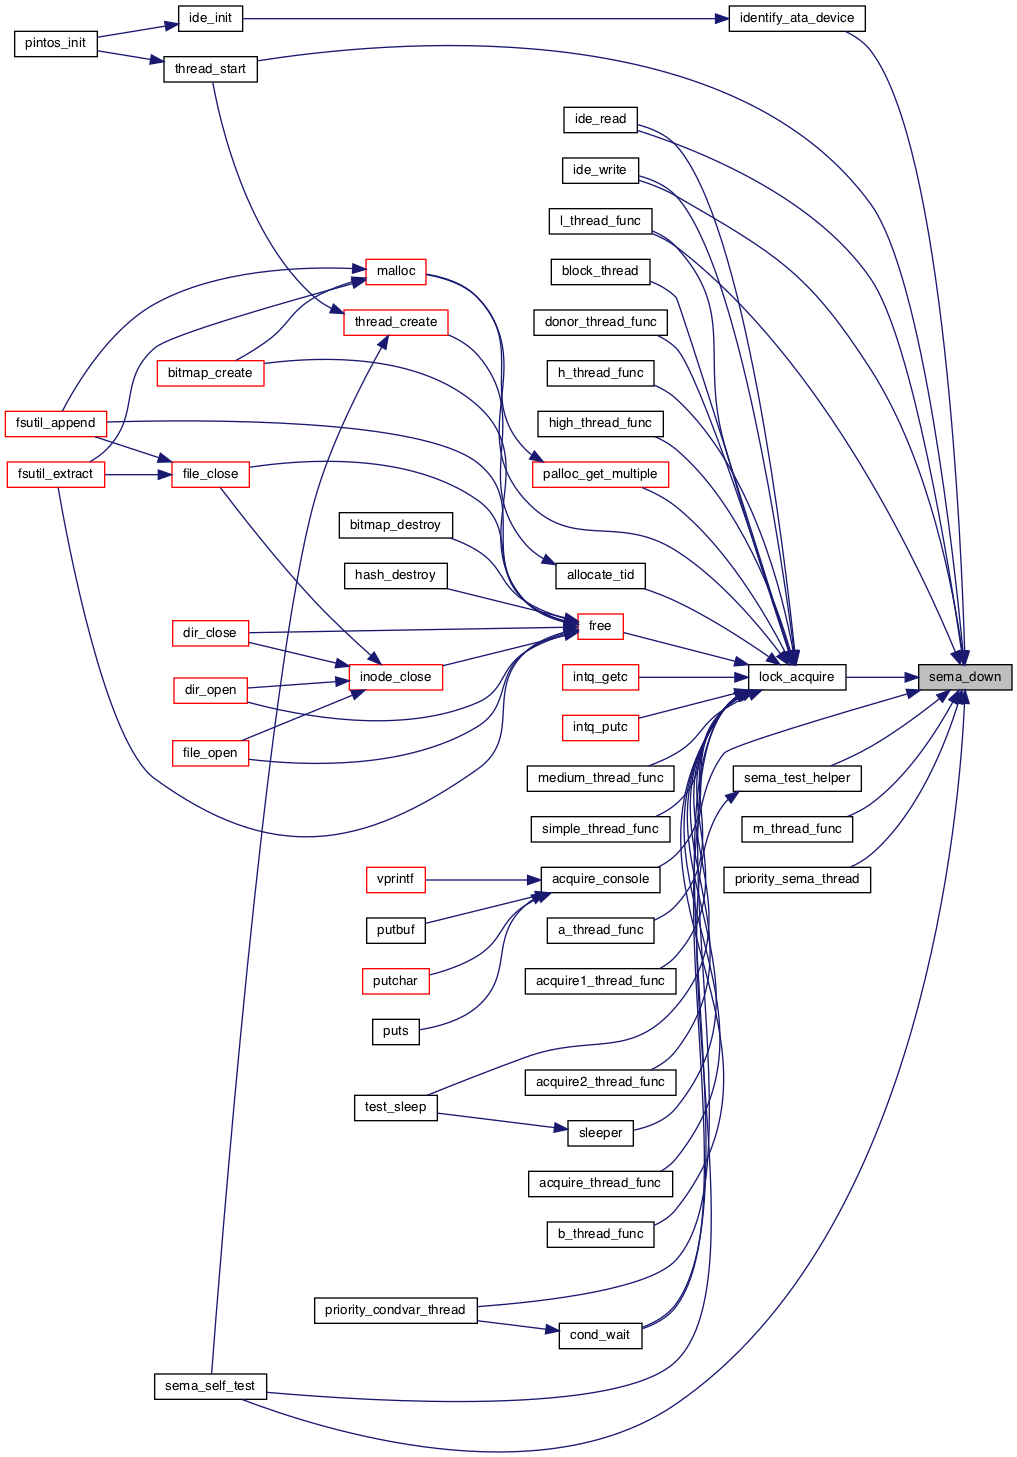 ide_init
identify_ata_device
pintos_init
thread_start
ide_read
ide_write
l_thread_func
malloc
block_thread
thread_create
donor_thread_func
bitmap_create
h_thread_func
fsutil_append
high_thread_func
fsutil_extract
file_close
palloc_get_multiple
bitmap_destroy
hash_destroy
allocate_tid
dir_close
free
inode_close
intq_getc
lock_acquire
sema_down
dir_open
intq_putc
file_open
medium_thread_func
sema_test_helper
simple_thread_func
m_thread_func
vprintf
acquire_console
priority_sema_thread
putbuf
a_thread_func
putchar
acquire1_thread_func
puts
acquire2_thread_func
test_sleep
sleeper
acquire_thread_func
b_thread_func
priority_condvar_thread
cond_wait
sema_self_test